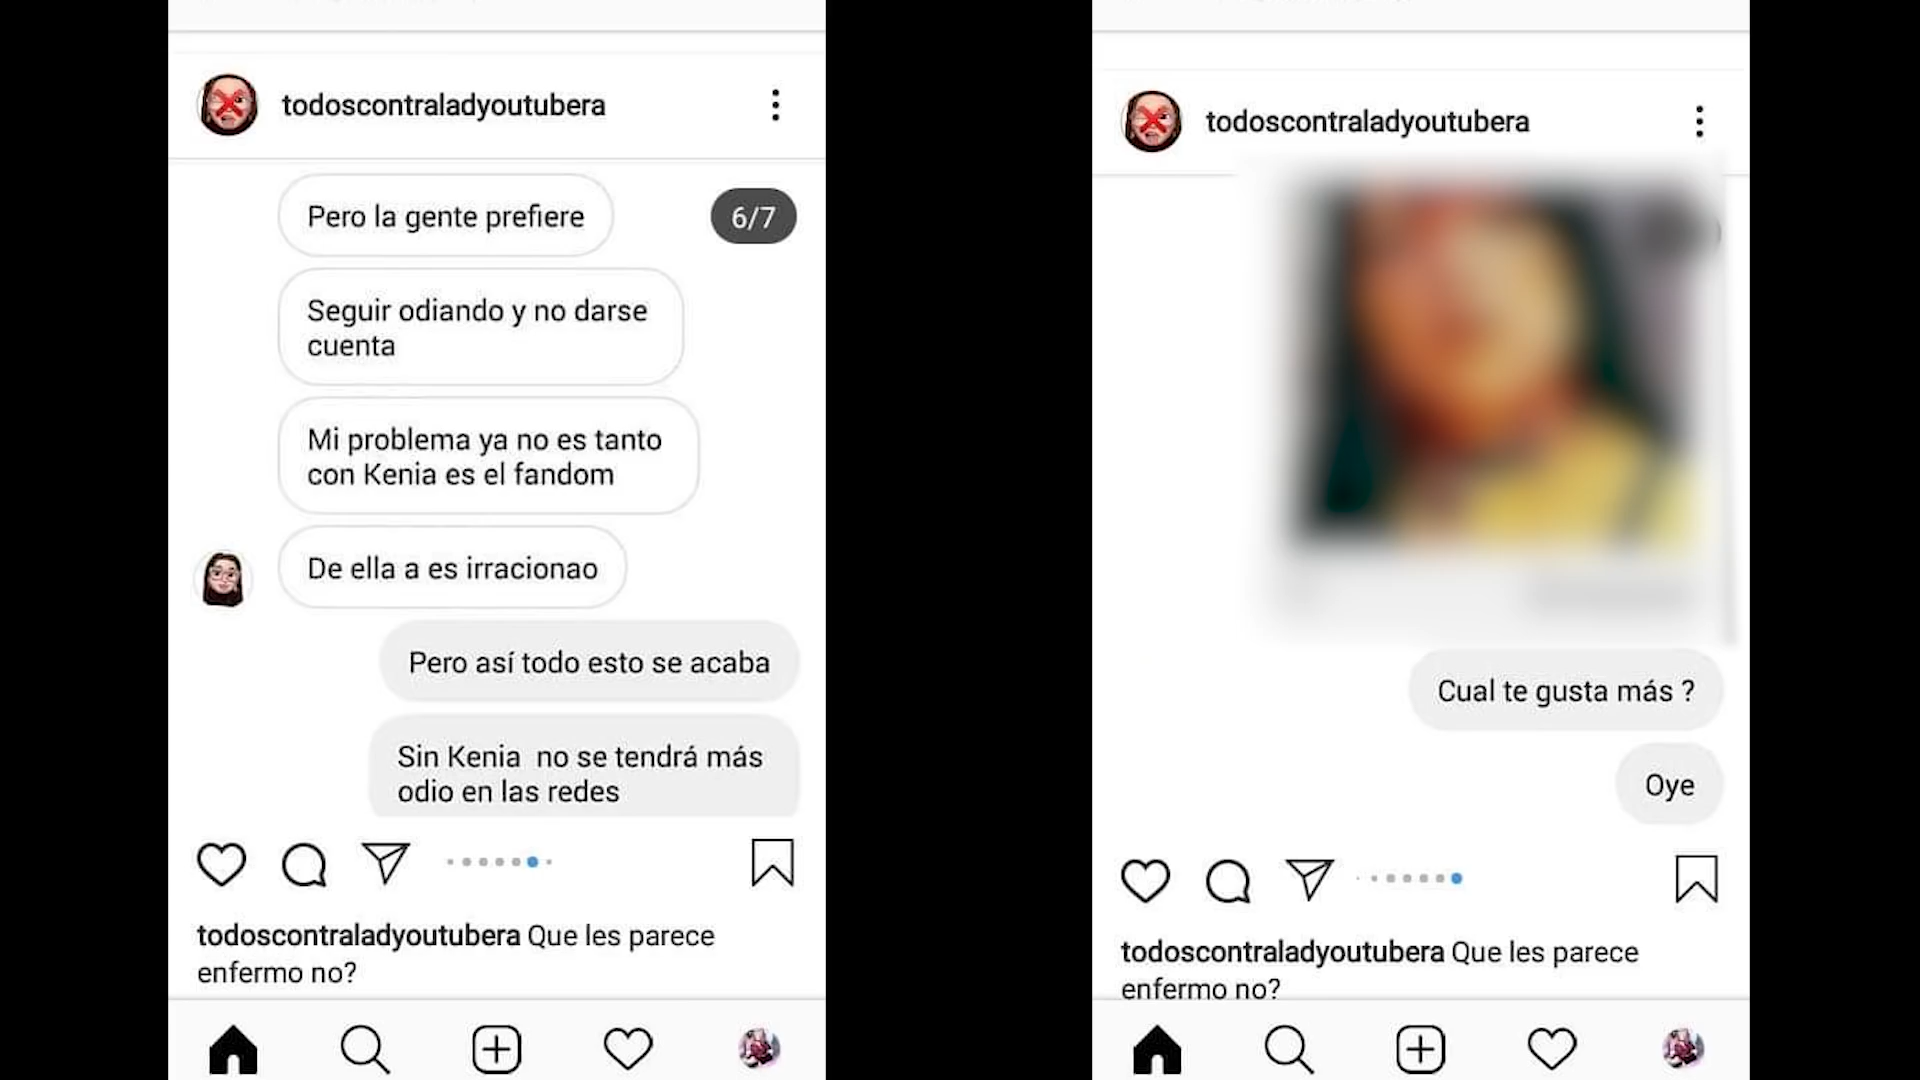 todoscontraladyoutubera
Pero la gente prefiere
6/7
Seguir odiando y no darse
cuenta
Mi problema ya no es tanto
con Kenia es el fandom
De ella a es irracionao
Pero así todo esto se acaba
Sin Kenia no se tendrá más
odio en las redes
todoscontraladyoutubera Que les parece
enfermo no?
todoscontraladyoutubera
Cual te gusta más ?
Oye
todoscontraladyoutubera Que les parece
enfermo no?